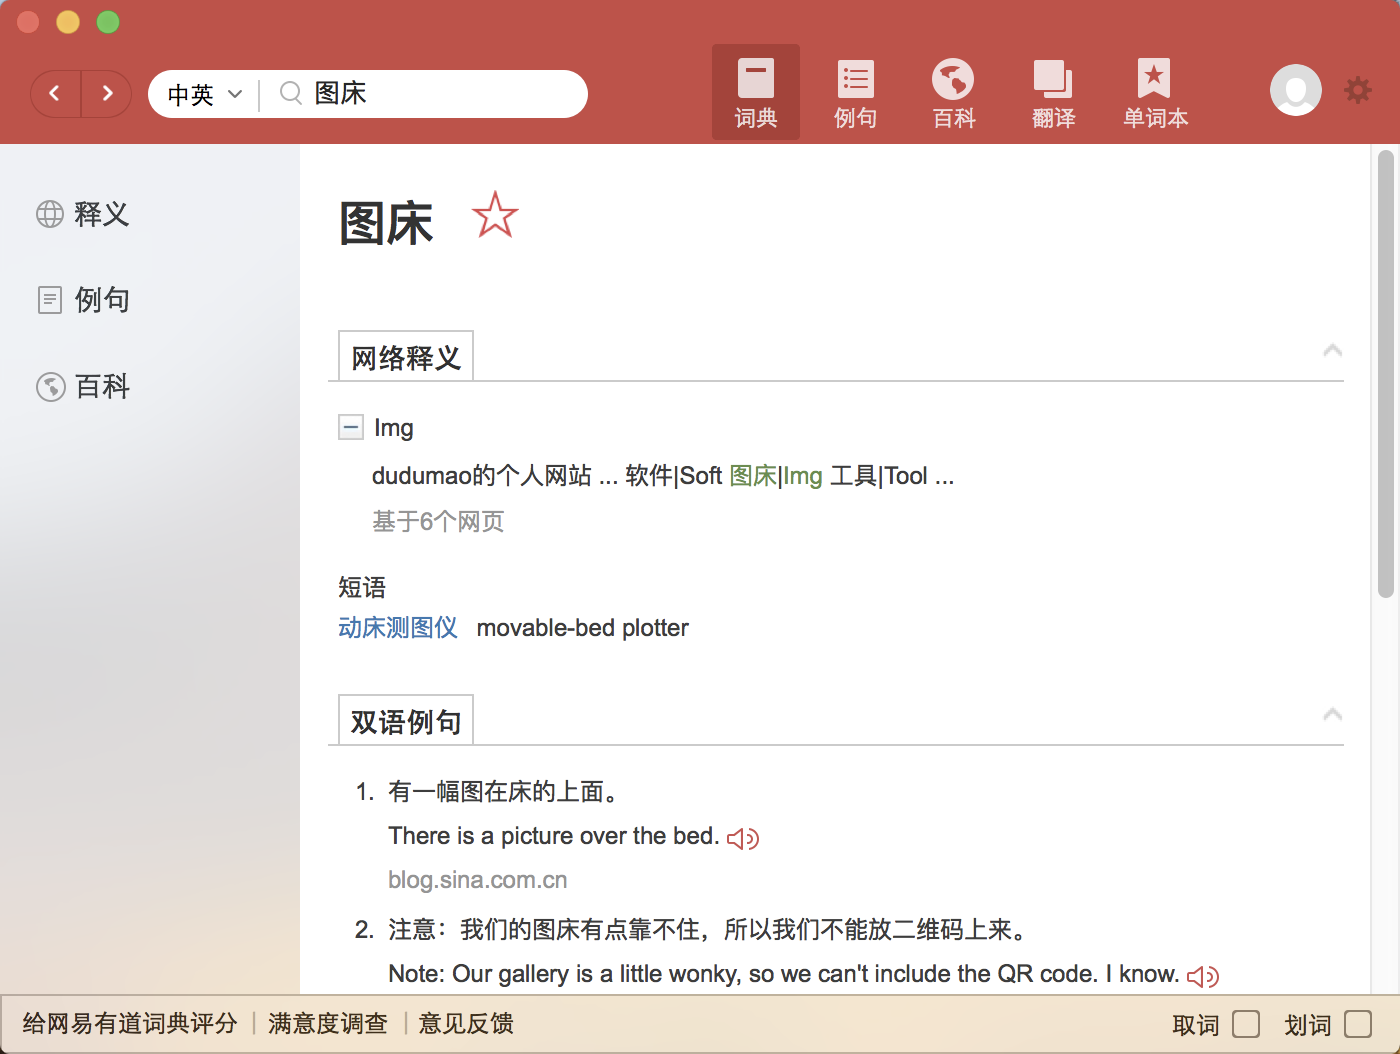 中英 图床
词典 例句 百科 翻译 单词本
释义
例句
百科
图床
网络释义
Img
dudumao的个人网站 ... 软件|Soft 图床|Img 工具|Tool ...
基于6个网页
短语
动床测图仪 movable-bed plotter
双语例句
1. 有一幅图在床的上面。
There is a picture over the bed.
blog.sina.com.cn
2. 注意：我们的图床有点靠不住，所以我们不能放二维码上来。
Note: Our gallery is a little wonky, so we can't include the QR code. I know.
给网易有道词典评分 | 满意度调查 | 意见反馈
取词 划词